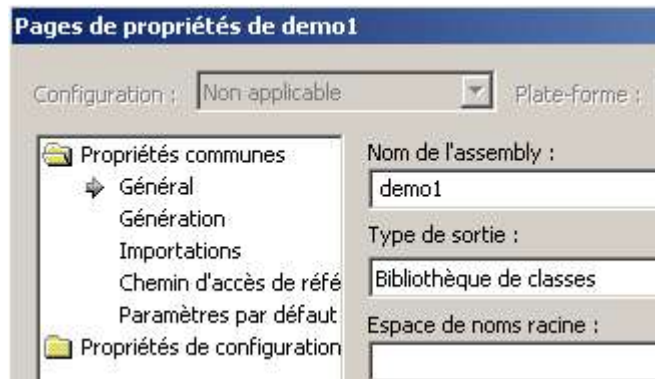 Pages de propriétés de demo1
Configuration : Non applicable Plate-forme :
Propriétés communes
Général
Génération
Importations
Chemin d'accès de réfé
Paramètres par défaut
Propriétés de configuration
Nom de l'assembly :
demo1
Type de sortie :
Bibliothèque de classes
Espace de noms racine :